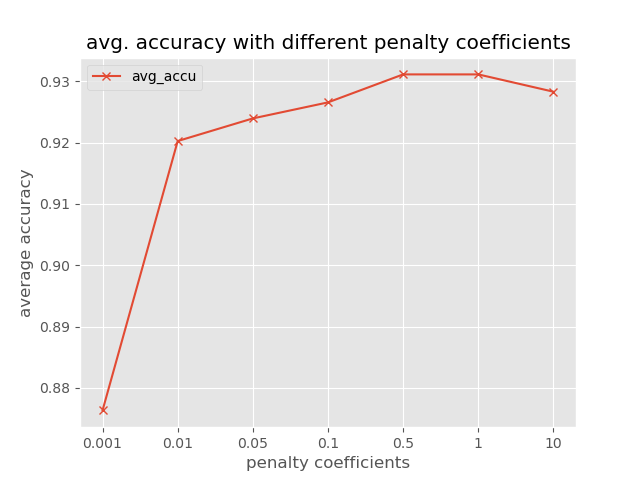 avg. accuracy with different penalty coefficients
avg_accu
0.93
0.92
0.91
0.90
0.89
0.88
average accuracy
0.001 0.01 0.05 0.1 0.5 1 10
penalty coefficients